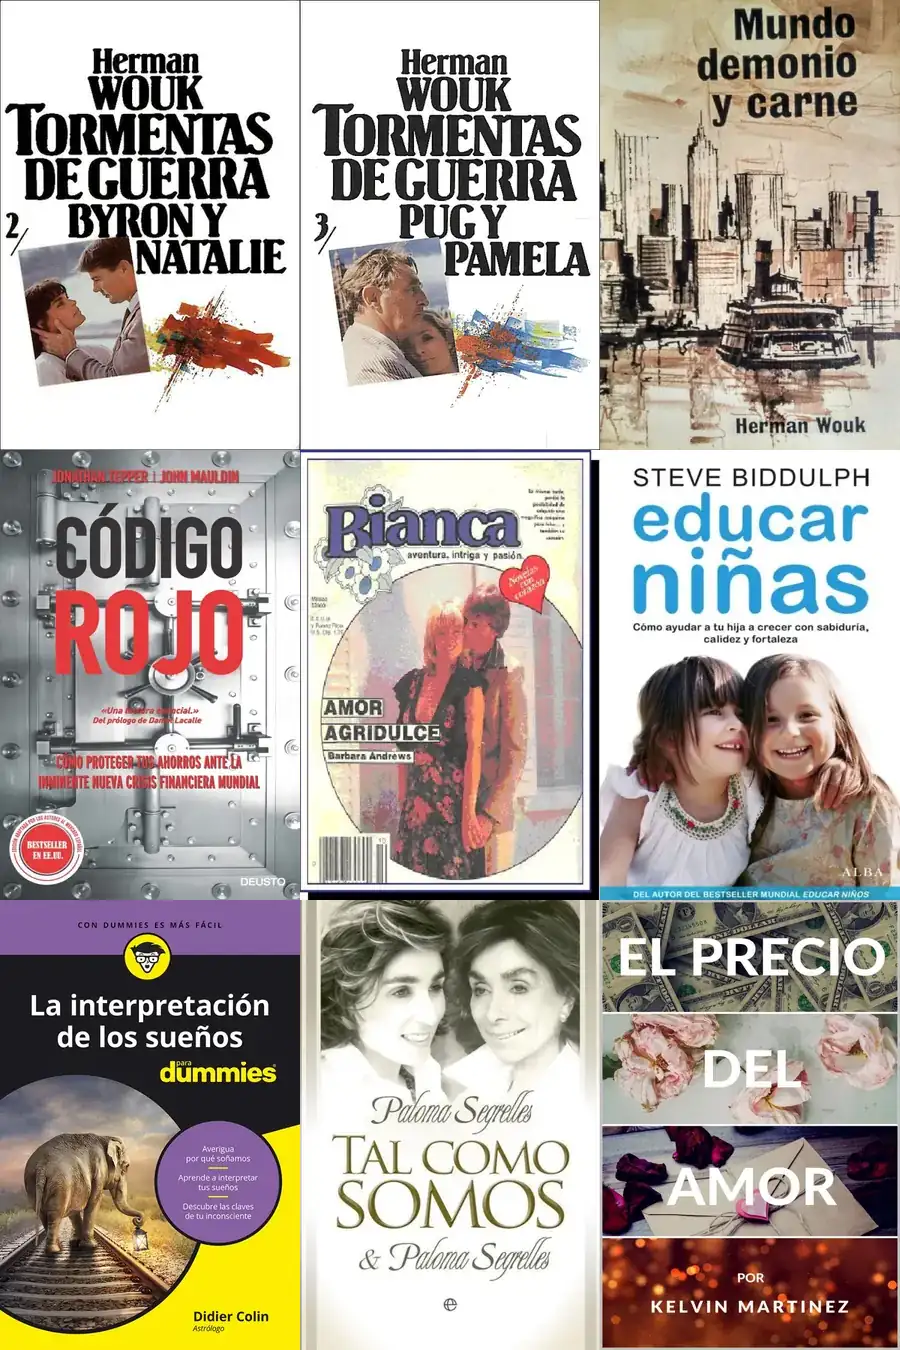 Herman
WOUK
TORMENTAS
DE GUERRA
2/
BYRON Y
NATALIE
Herman
WOUK
TORMENTAS
DE GUERRA
3/
PUG Y
PAMELA
Mundo
demonio
y carne
Herman Wouk
JONATHAN TEPPER | JOHN MAULDIN
CÓDIGO
ROJO
«Una lectura esencial.»
Del prólogo de Daniel Lacalle
CÓMO PROTEGER TUS AHORROS ANTE LA
INMINENTE NUEVA CRISIS FINANCIERA MUNDIAL
BESTSELLER
EN EE.UU.
DEUSTO
Bianca
aventura, intriga y pasión.
Novelas
con
corazón
AMOR
AGRIDULCE
Barbara Andrews
STEVE BIDDULPH
educar
niñas
Cómo ayudar a tu hija a crecer con sabiduría,
calidez y fortaleza
ALBA
DEL AUTOR DEL BESTSELLER MUNDIAL EDUCAR NIÑOS
CON DUMMIES ES MÁS FÁCIL
La interpretación
de los sueños
para
dummies
Averigua
por qué soñamos
Aprende a interpretar
tus sueños
Descubre las claves
de tu inconsciente
Didier Colin
Astrólogo
Paloma Segrelles
TAL COMO
SOMOS
& Paloma Segrelles
EL PRECIO
DEL
AMOR
POR
KELVIN MARTINEZ